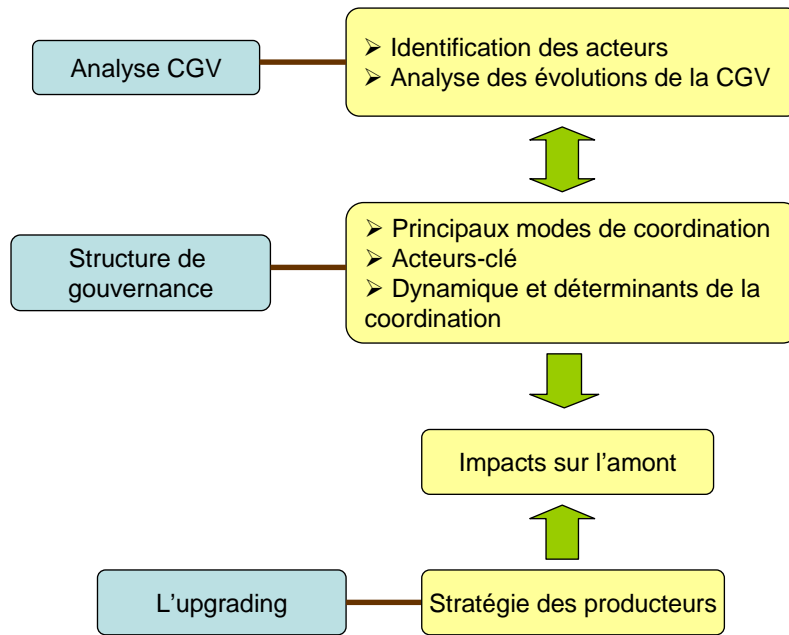 Analyse CGV
➢ Identification des acteurs
➢ Analyse des évolutions de la CGV
Structure de
gouvernance
➢ Principaux modes de coordination
➢ Acteurs-clé
➢ Dynamique et déterminants de la
coordination
Impacts sur l’amont
L’upgrading
Stratégie des producteurs